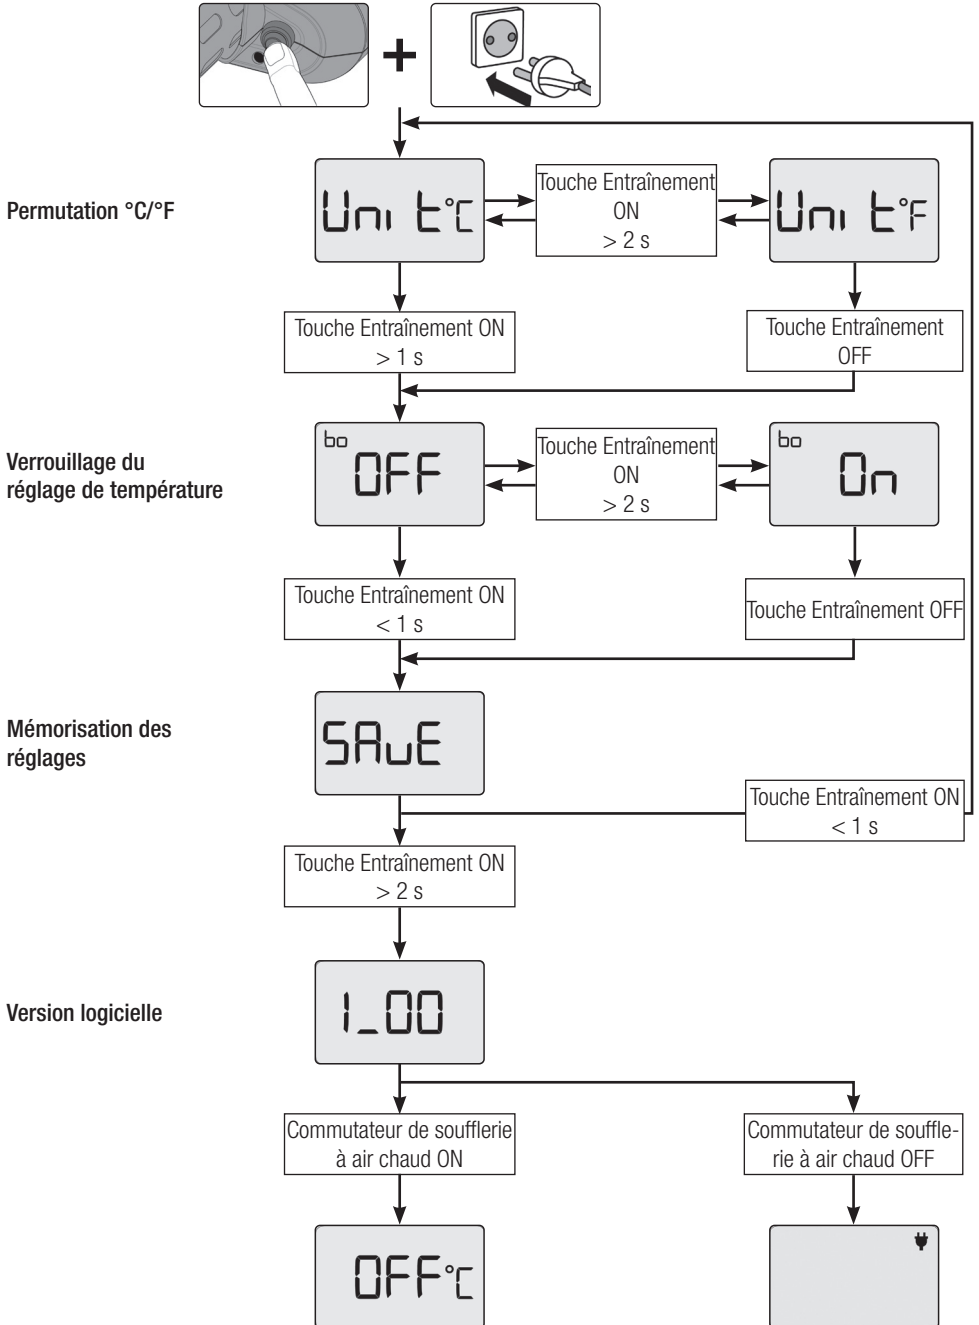 +
Permutation °C/°F
Unit°C
Touche Entraînement
ON
> 2 s
Unit°F
Touche Entraînement ON
> 1 s
Touche Entraînement
OFF
Verrouillage du
réglage de température
bo
OFF
Touche Entraînement
ON
> 2 s
bo
On
Touche Entraînement ON
< 1 s
Touche Entraînement OFF
Mémorisation des
réglages
SAvE
Touche Entraînement ON
< 1 s
Touche Entraînement ON
> 2 s
Version logicielle
1_00
Commutateur de soufflerie
à air chaud ON
Commutateur de souffle-
rie à air chaud OFF
OFF°C